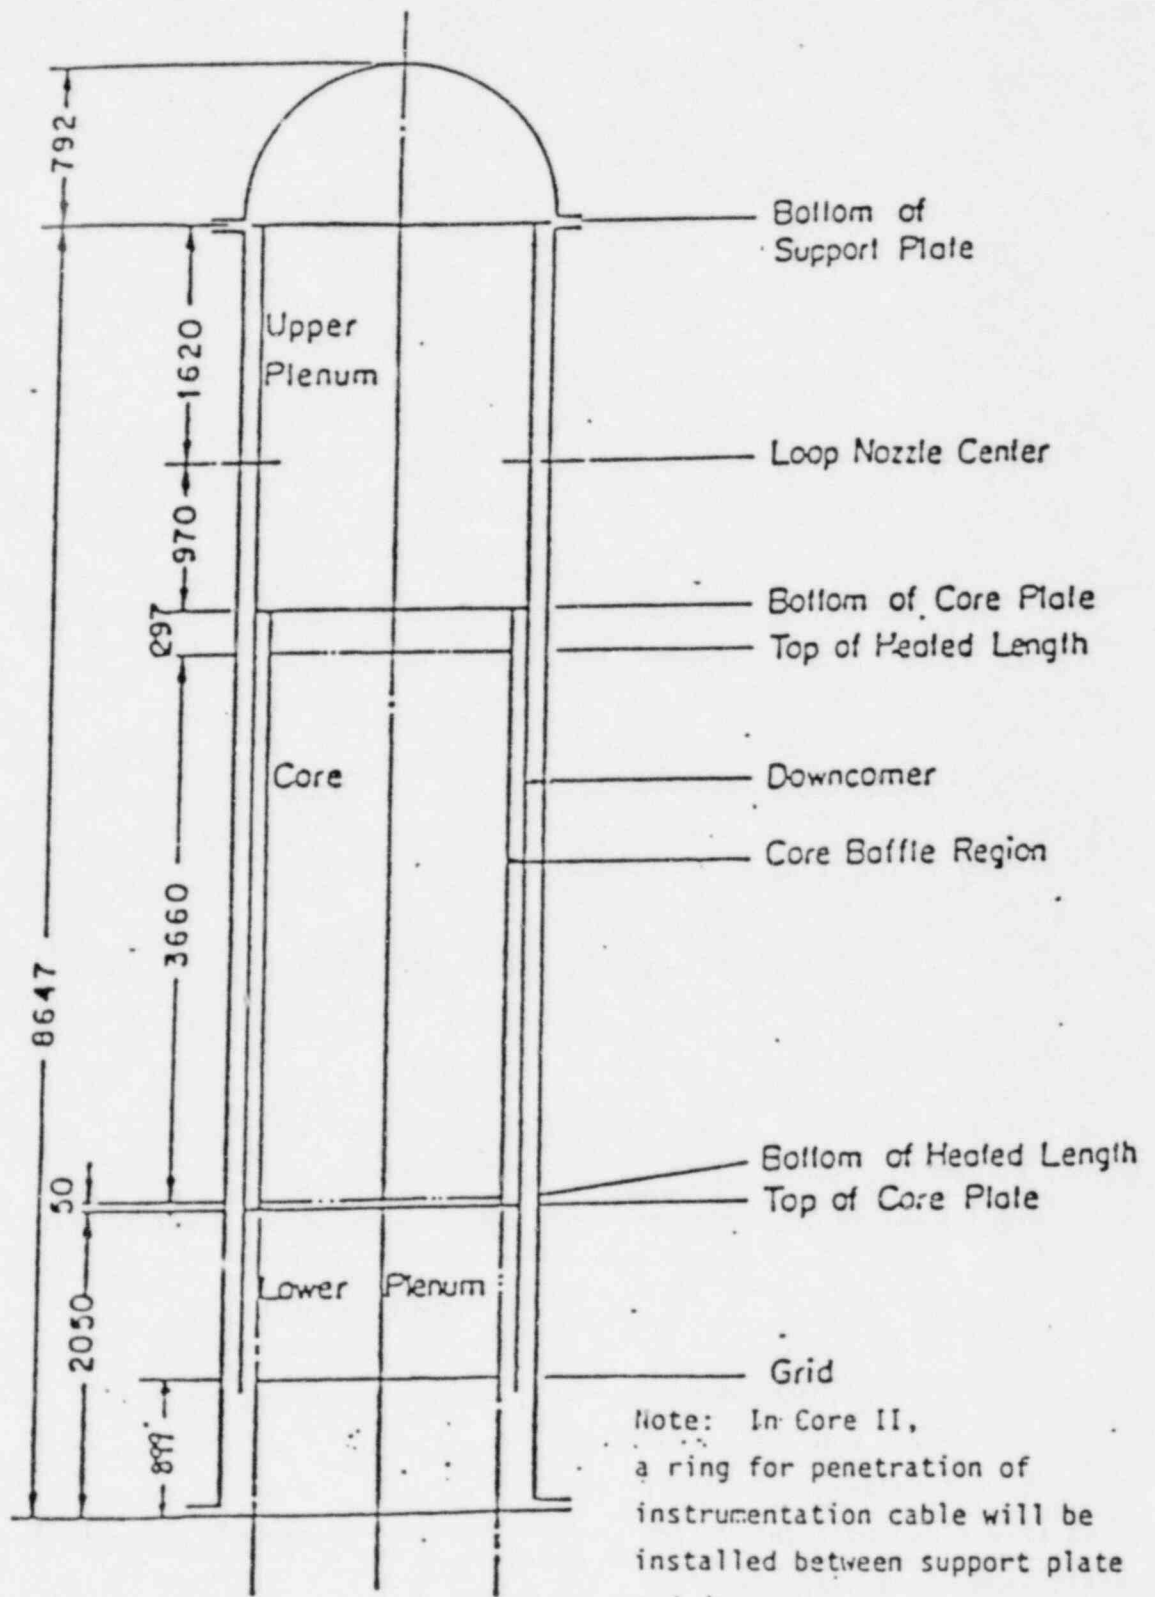 792
Bottom of
Support Plate
Upper
Plenum
1620
Loop Nozzle Center
970
Bottom of Core Plate
297
Top of Heated Length
Core
Downcomer
Core Baffle Region
3660
8647
Bottom of Heated Length
50
Top of Core Plate
Lower Plenum
2050
Grid
899
Note: In Core II,
a ring for penetration of
instrumentation cable will be
installed between support plate